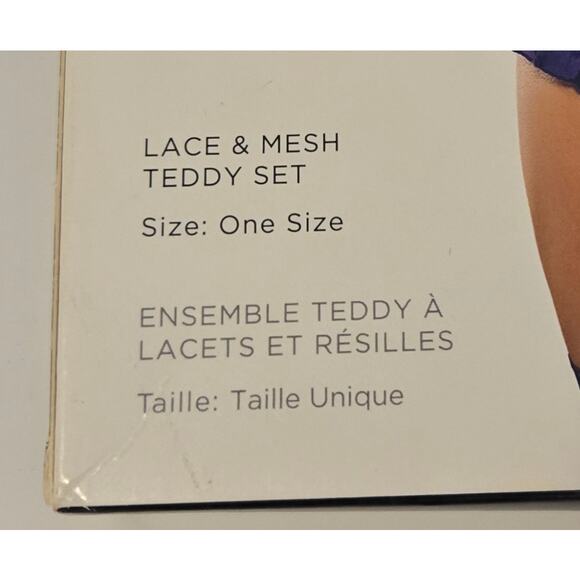 LACE & MESH
TEDDY SET
Size: One Size
ENSEMBLE TEDDY À
LACETS ET RÉSILLES
Taille: Taille Unique